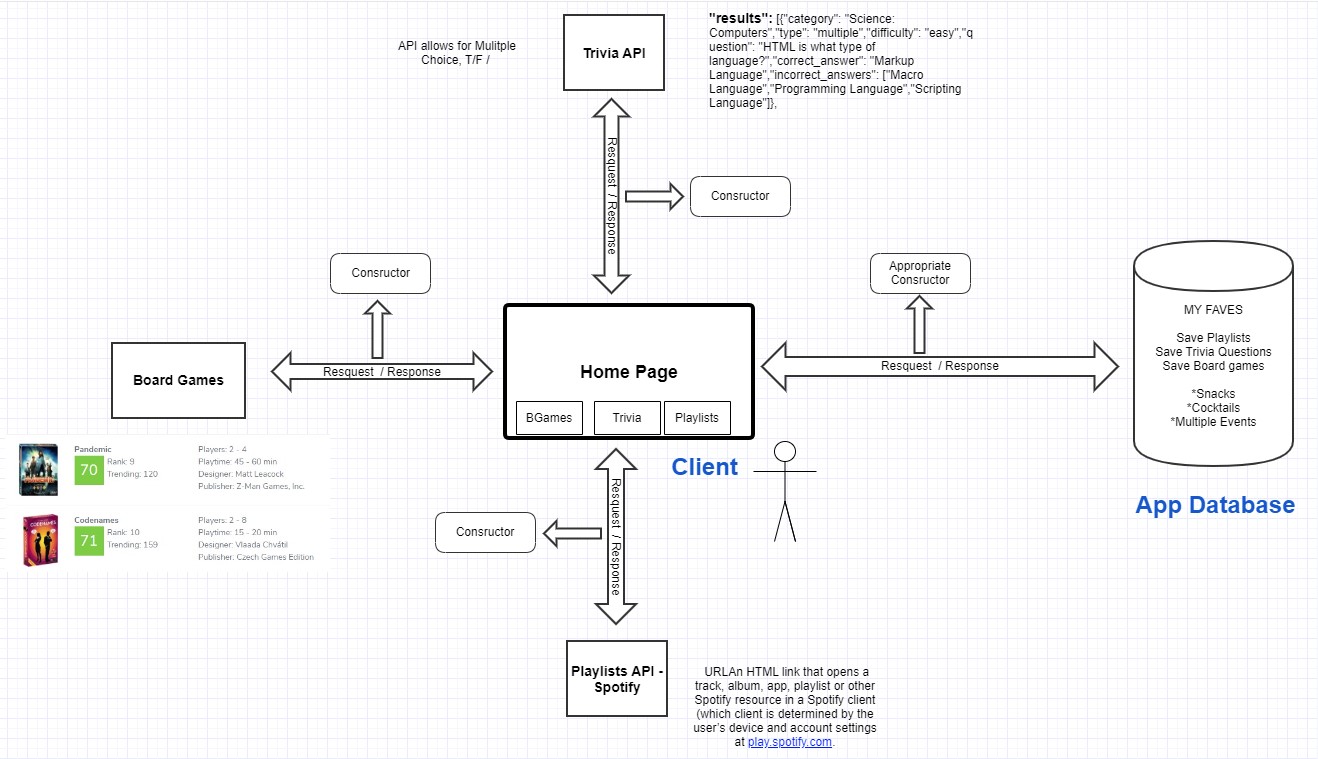 API allows for Mulitple
Choice, T/F /
Trivia API
"results": [{"category": "Science:
Computers","type": "multiple","difficulty": "easy","q
uestion": "HTML is what type of
language?","correct_answer": "Markup
Language","incorrect_answers": ["Macro
Language","Programming Language","Scripting
Language"]},
Resquest / Response
Consructor
Consructor
Appropriate
Consructor
Board Games
Resquest / Response
Home Page
BGames
Trivia
Playlists
Resquest / Response
MY FAVES
Save Playlists
Save Trivia Questions
Save Board games
*Snacks
*Cocktails
*Multiple Events
App Database
Client
Pandemic
70
Rank: 9
Trending: 120
Players: 2 - 4
Playtime: 45 - 60 min
Designer: Matt Leacock
Publisher: Z-Man Games, Inc.
CODENAMES
Codenames
71
Rank: 10
Trending: 159
Players: 2 - 8
Playtime: 15 - 20 min
Designer: Vlaada Chvátil
Publisher: Czech Games Edition
Consructor
Resquest / Response
Playlists API -
Spotify
URLAn HTML link that opens a
track, album, app, playlist or other
Spotify resource in a Spotify client
(which client is determined by the
user's device and account settings
at play.spotify.com.